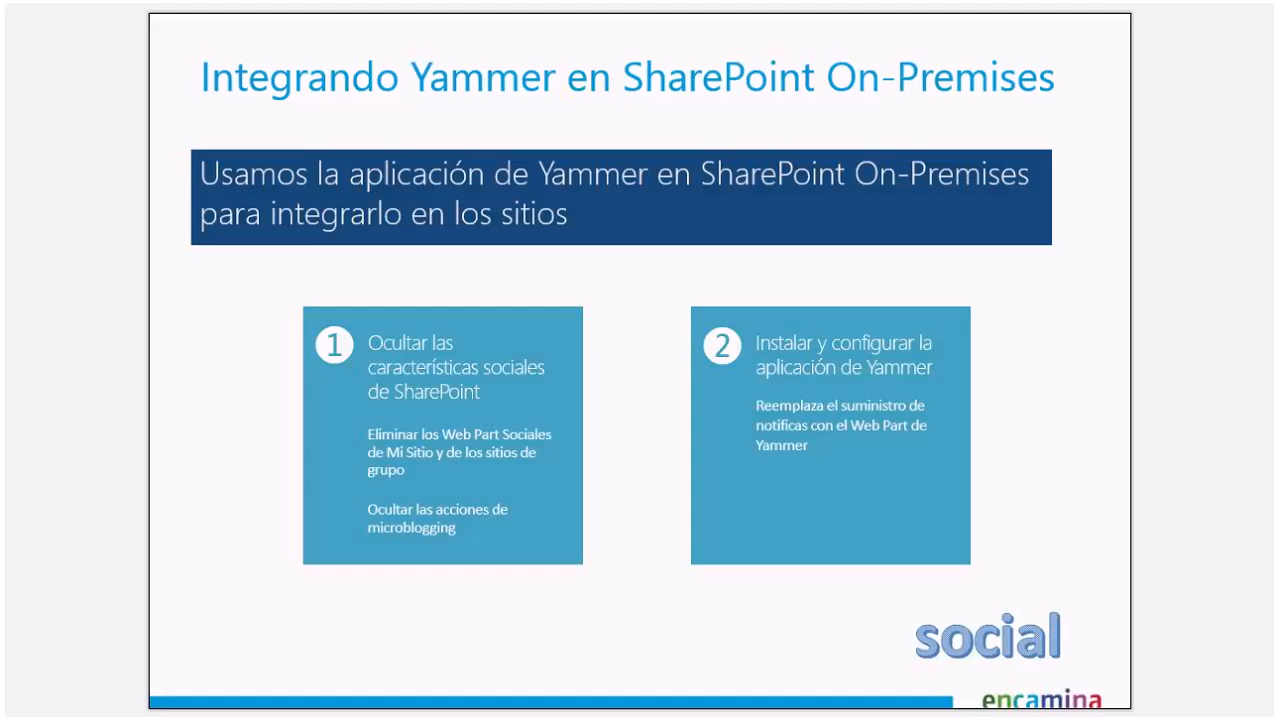 Integrando Yammer en SharePoint On-Premises
Usamos la aplicación de Yammer en SharePoint On-Premises
para integrarlo en los sitios
1
Ocultar las
características sociales
de SharePoint
Eliminar los Web Part Sociales
de Mi Sitio y de los sitios de
grupo
Ocultar las acciones de
microblogging
2
Instalar y configurar la
aplicación de Yammer
Reemplaza el suministro de
notificas con el Web Part de
Yammer
social
encamina